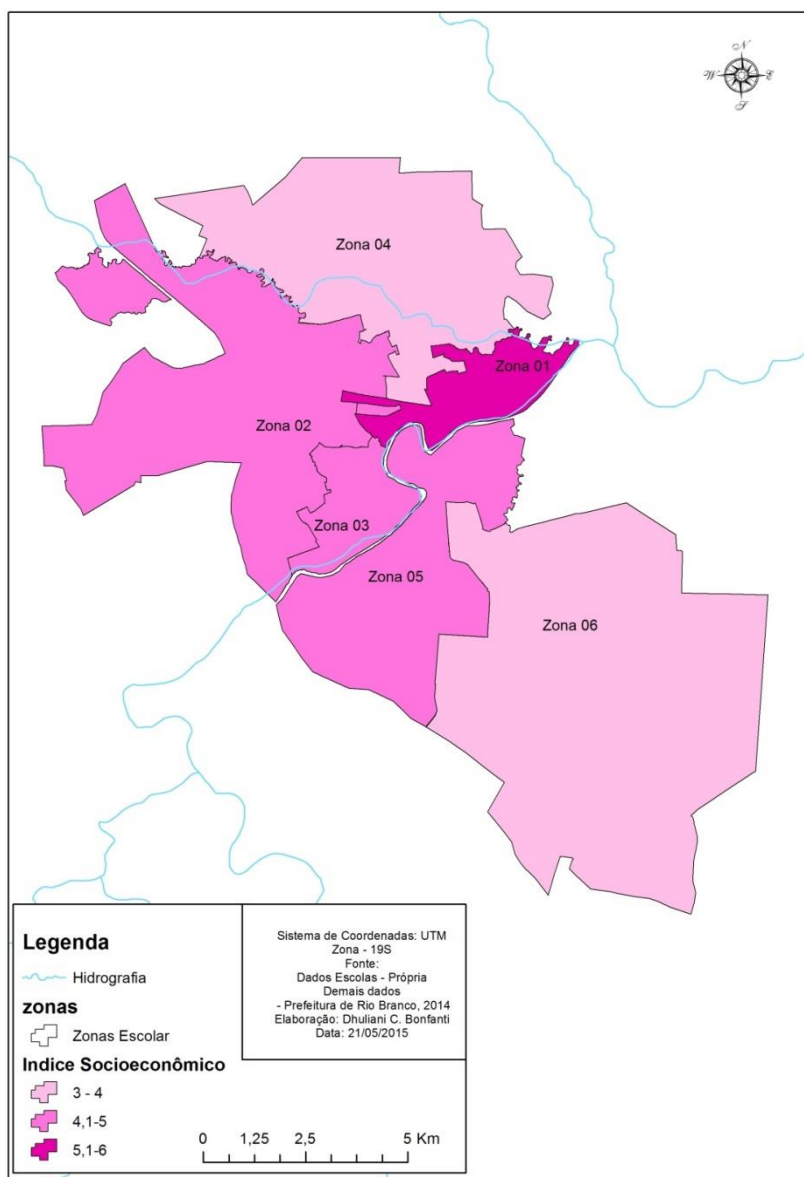 N
W E
S
Zona 04
Zona 01
Zona 02
Zona 03
Zona 05
Zona 06
Legenda
Hidrografia
zonas
Zonas Escolar
Indice Socioeconômico
3 - 4
4,1-5
5,1-6
Sistema de Coordenadas: UTM
Zona - 19S
Fonte:
Dados Escolas - Própria
Demais dados
- Prefeitura de Rio Branco, 2014
Elaboração: Dhuliani C. Bonfanti
Data: 21/05/2015
0 1,25 2,5 5 Km